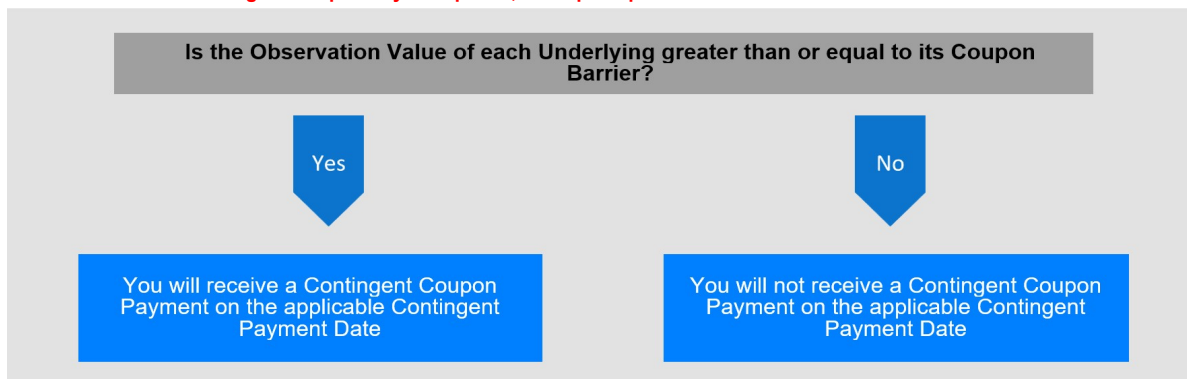 Is the Observation Value of each Underlying greater than or equal to its Coupon
Barrier?
Yes
No
You will receive a Contingent Coupon
Payment on the applicable Contingent
Payment Date
You will not receive a Contingent Coupon
Payment on the applicable Contingent
Payment Date